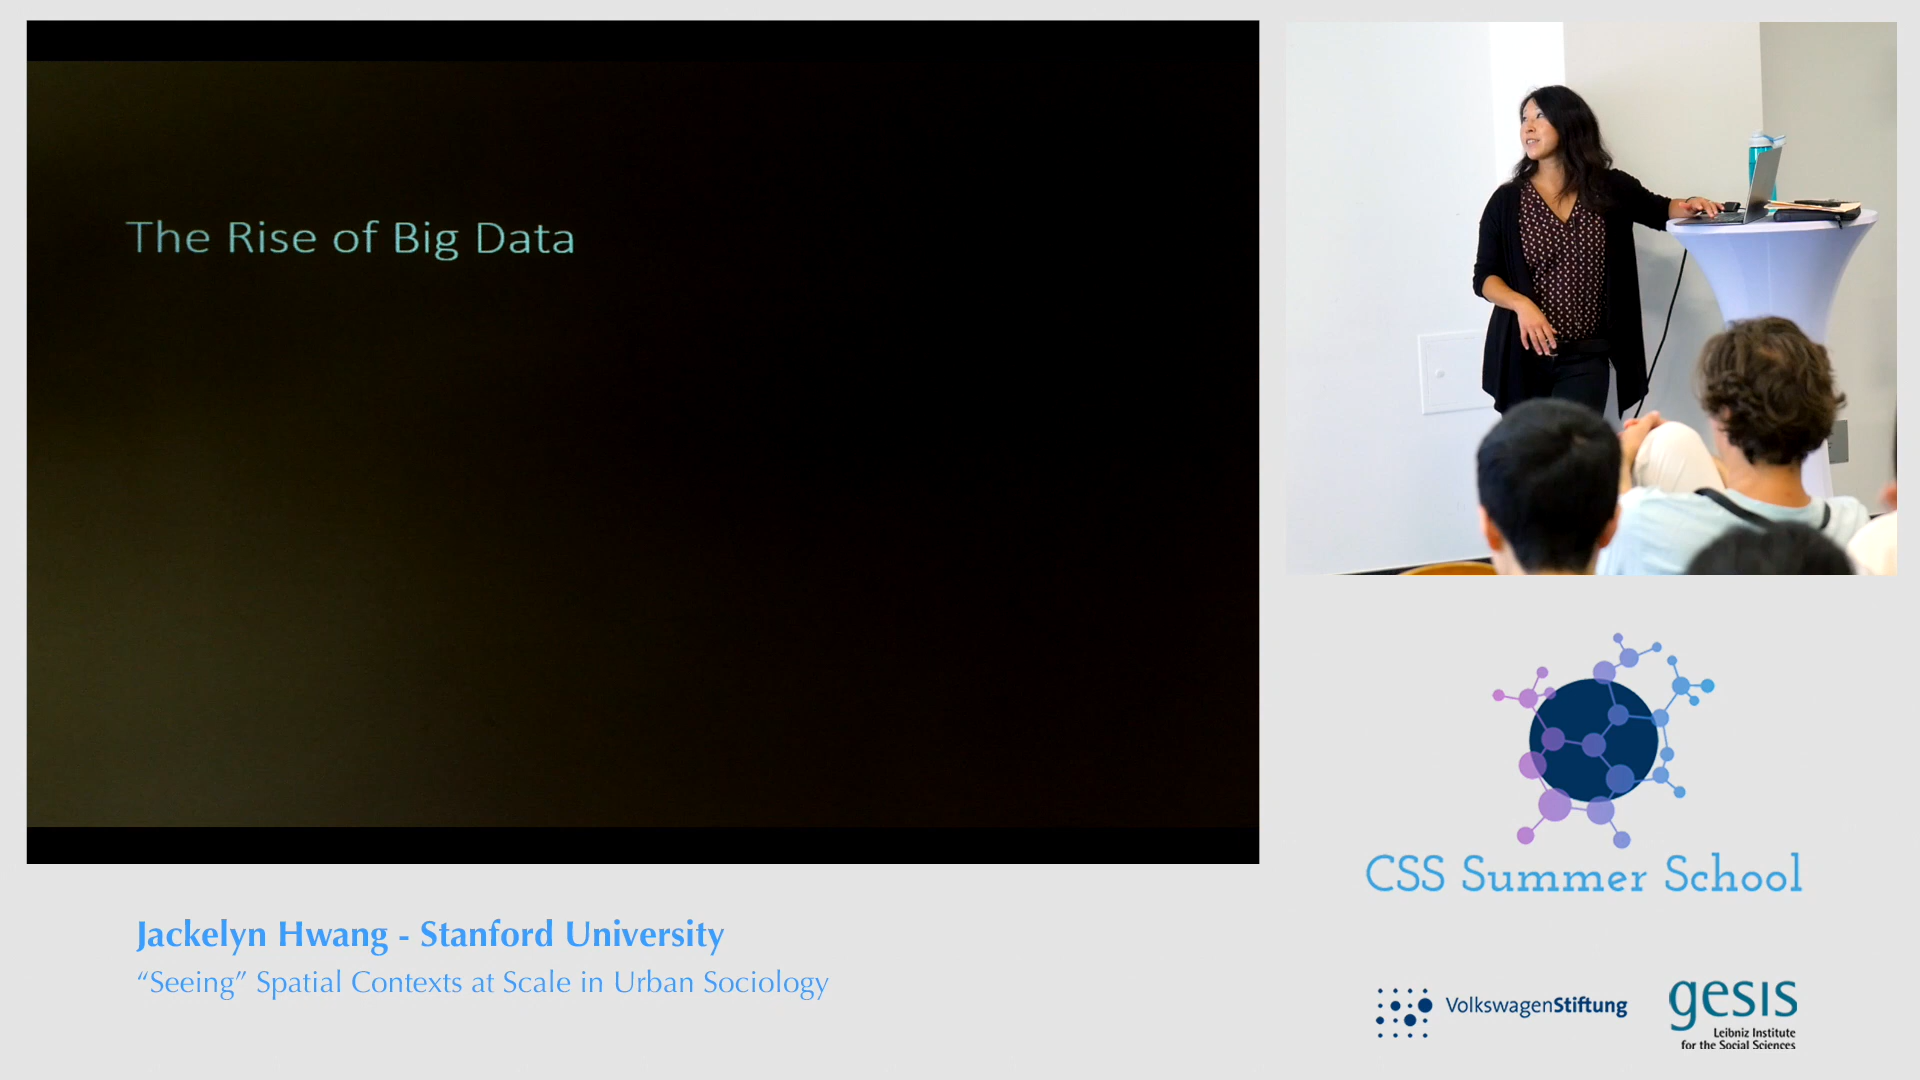 The Rise of Big Data
Jackelyn Hwang - Stanford University
“Seeing” Spatial Contexts at Scale in Urban Sociology
CSS Summer School
VolkswagenStiftung
gesis
Leibniz Institute
for the Social Sciences